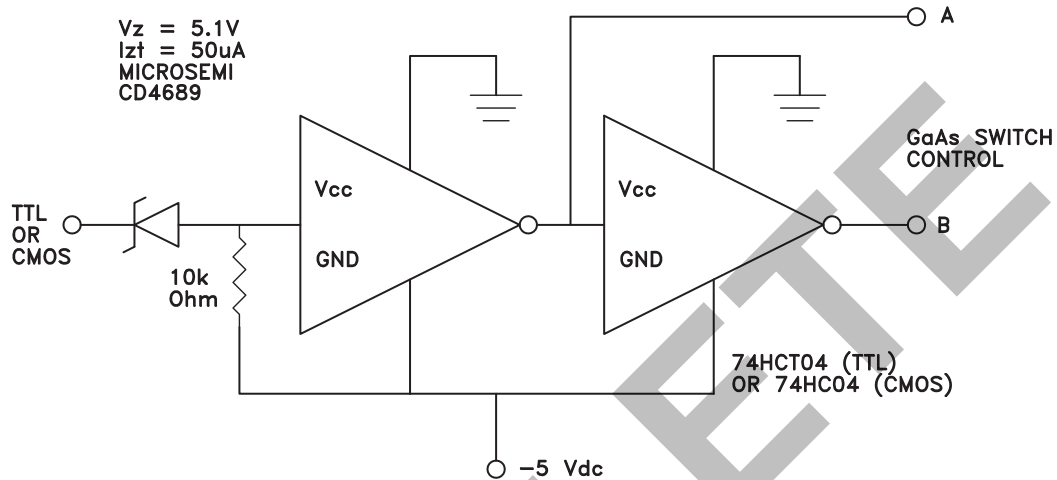 Vz = 5.1V
Izt = 50uA
MICROSEMI
CD4689
A
GaAs SWITCH
CONTROL
Vcc
Vcc
TTL
OR
CMOS
B
GND
GND
10k
Ohm
74HCT04 (TTL)
OR 74HC04 (CMOS)
-5 Vdc
ETE